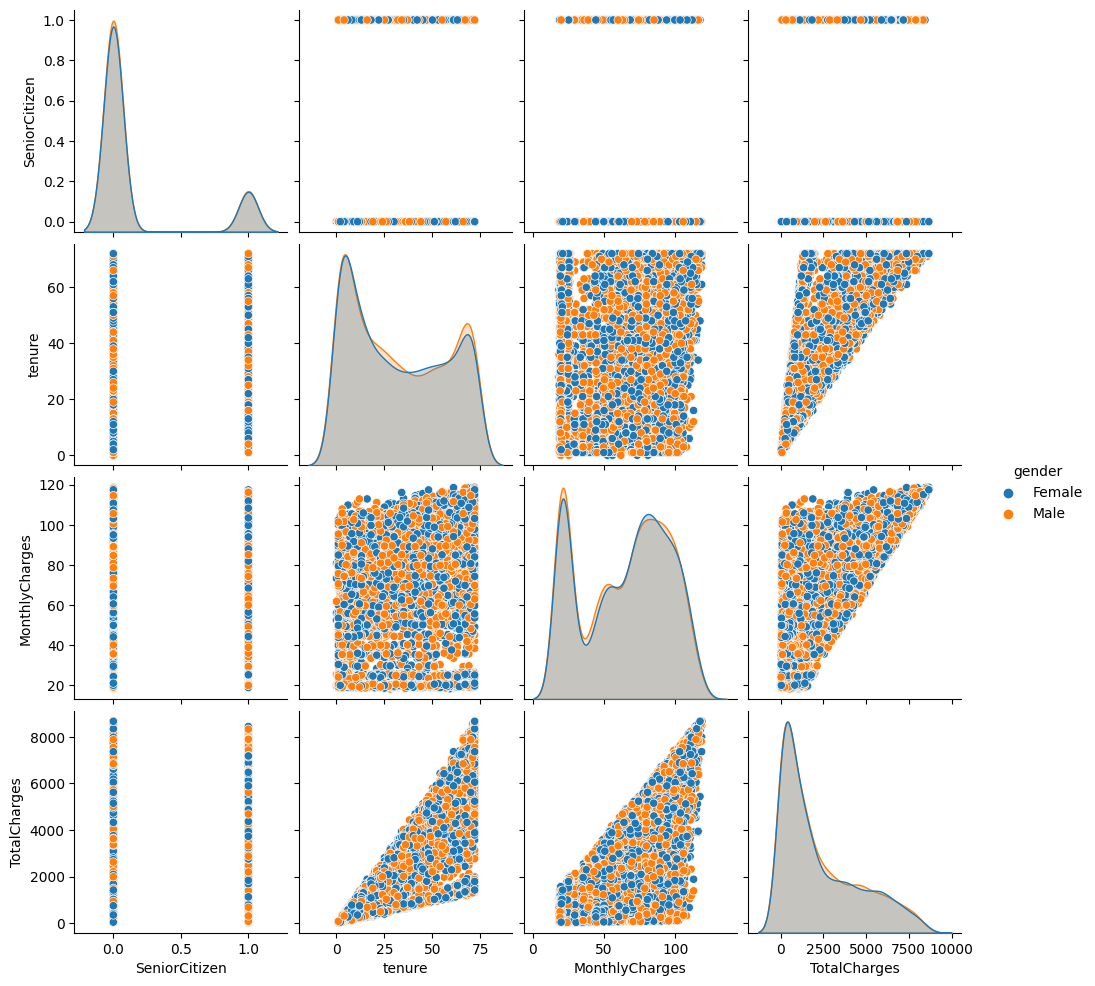 1.0
0.8
0.6
0.4
0.2
0.0
SeniorCitizen
60
40
20
0
tenure
gender
Female
Male
120
100
80
60
40
20
MonthlyCharges
8000
6000
4000
2000
0
TotalCharges
0.0 0.5 1.0
SeniorCitizen
0 25 50 75
tenure
0 50 100
MonthlyCharges
0 2500 5000 7500 10000
TotalCharges